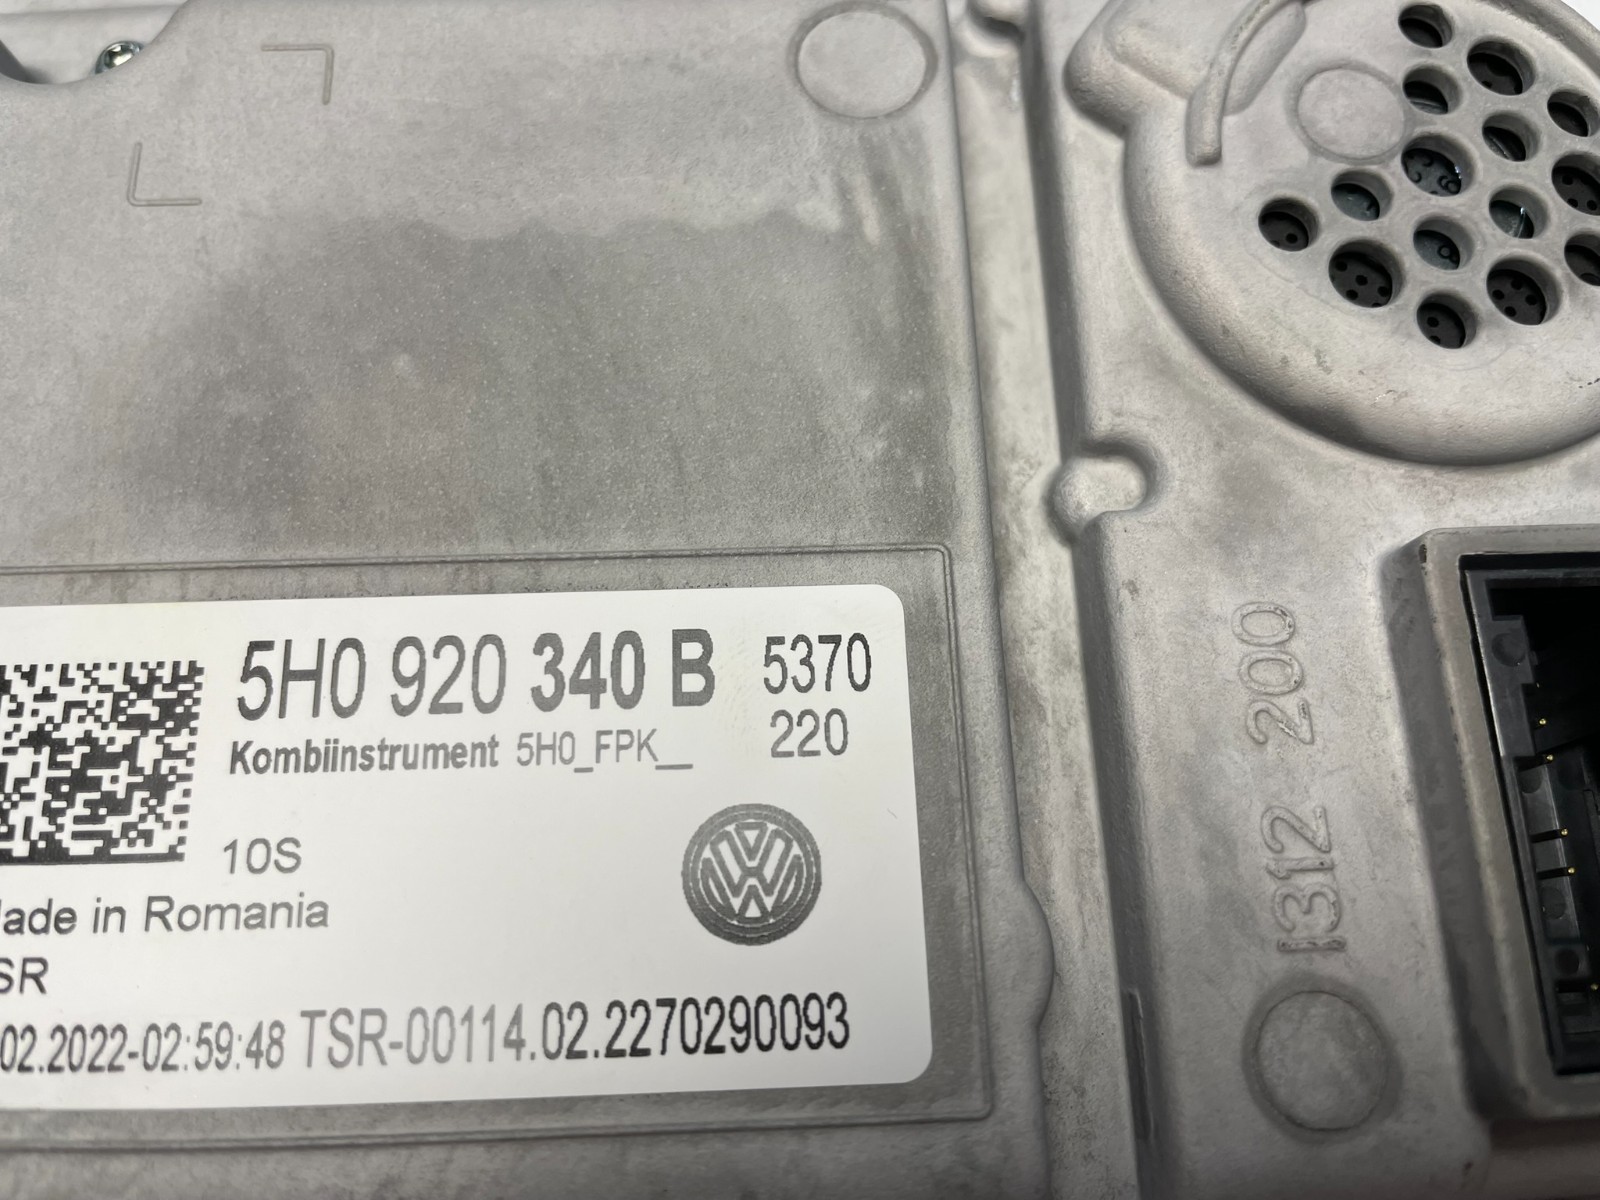 5H0 920 340 B 5370
Kombiinstrument 5H0_FPK__ 220
10S
Made in Romania
SR
.02.2022-02:59:48 TSR-00114.02.2270290093
1312 200